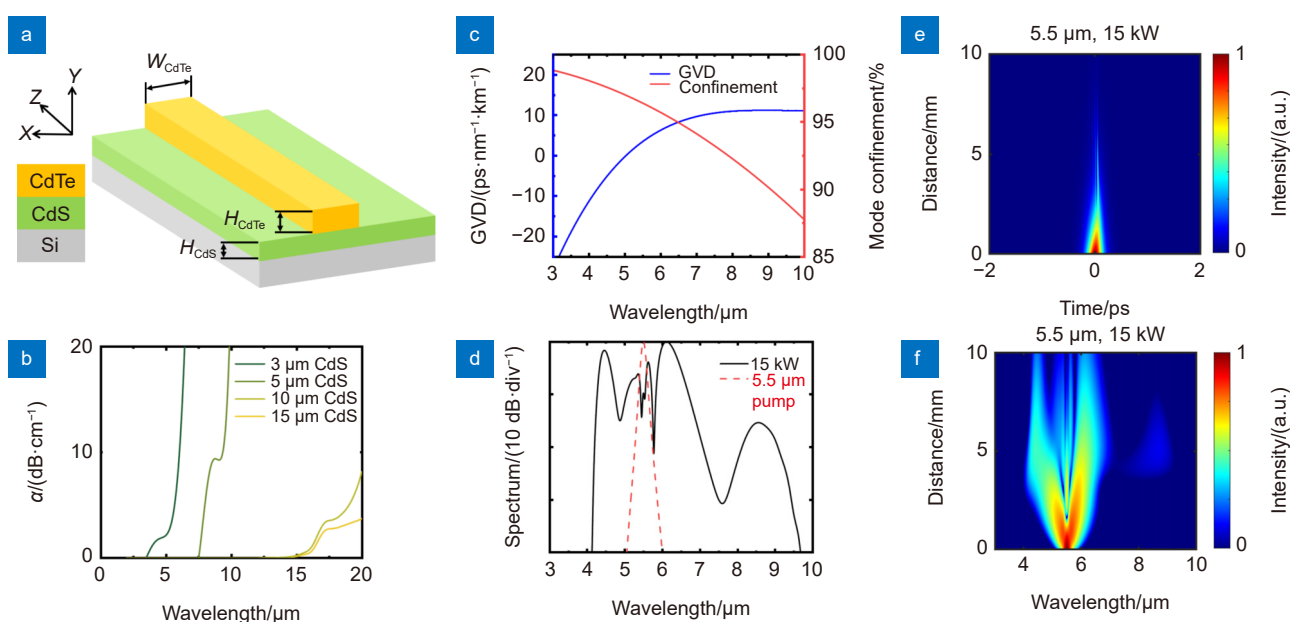 a
W CdTe
Y
Z
X
CdTe
CdS
Si
H CdTe
H CdS
b
20
10
0
α/(dB·cm⁻¹)
3 μm CdS
5 μm CdS
10 μm CdS
15 μm CdS
0 5 10 15 20
Wavelength/μm
c
GVD/(ps·nm⁻¹·km⁻¹)
20
10
0
−10
−20
GVD
Confinement
100
95
90
85
Mode confinement/%
3 4 5 6 7 8 9 10
Wavelength/μm
d
Spectrum/(10 dB·div⁻¹)
15 kW
5.5 μm
pump
3 4 5 6 7 8 9 10
Wavelength/μm
e
5.5 μm, 15 kW
Distance/mm
10
5
0
−2 0 2
Time/ps
1
0
Intensity/(a.u.)
f
5.5 μm, 15 kW
Distance/mm
10
5
0
4 6 8 10
Wavelength/μm
1
0
Intensity/(a.u.)